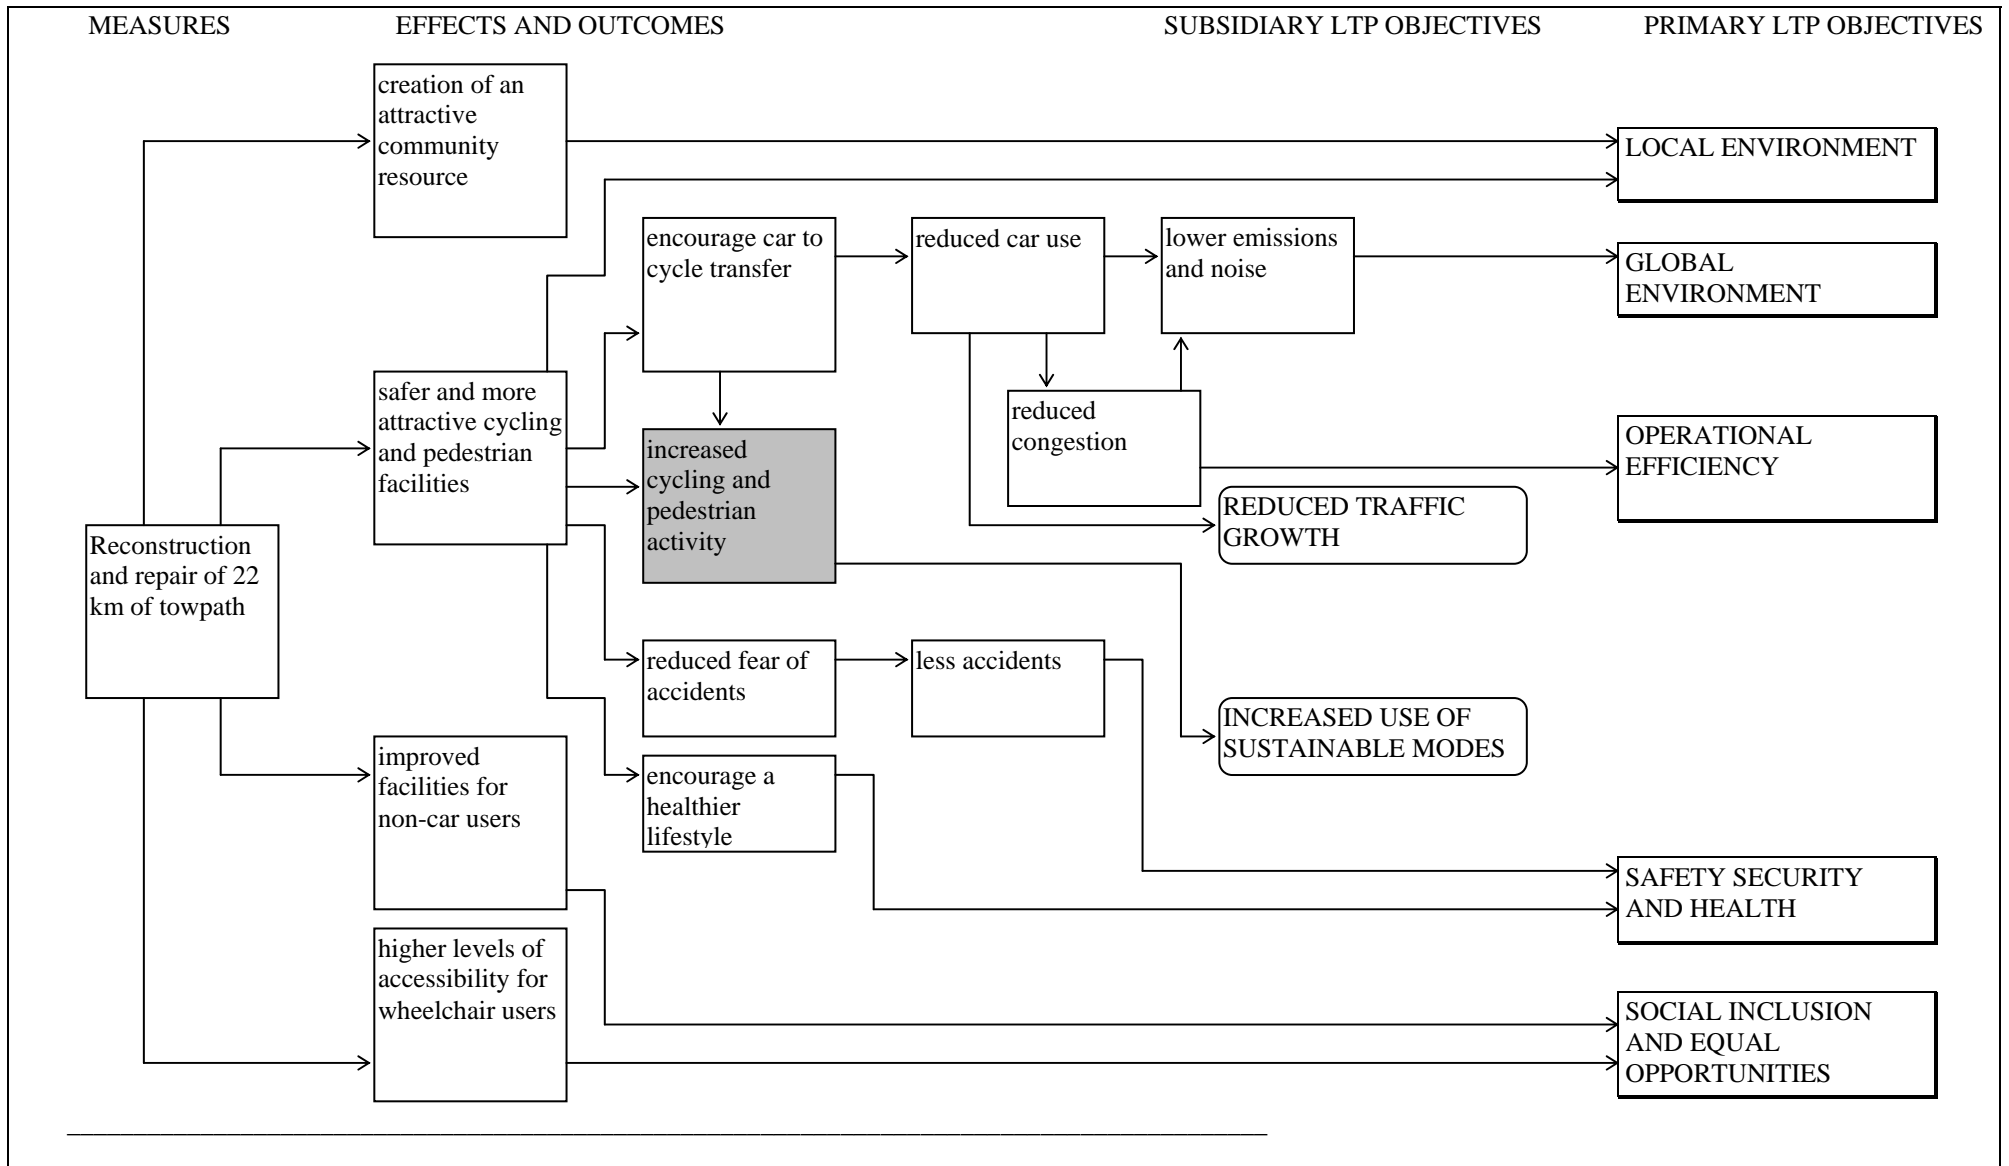 MEASURES
EFFECTS AND OUTCOMES
SUBSIDIARY LTP OBJECTIVES
PRIMARY LTP OBJECTIVES
creation of an
attractive
community
resource
LOCAL ENVIRONMENT
encourage car to
cycle transfer
reduced car use
lower emissions
and noise
GLOBAL
ENVIRONMENT
safer and more
attractive cycling
and pedestrian
facilities
reduced
congestion
OPERATIONAL
EFFICIENCY
increased
cycling and
pedestrian
activity
REDUCED TRAFFIC
GROWTH
Reconstruction
and repair of 22
km of towpath
reduced fear of
accidents
less accidents
INCREASED USE OF
SUSTAINABLE MODES
improved
facilities for
non-car users
encourage a
healthier
lifestyle
SAFETY SECURITY
AND HEALTH
higher levels of
accessibility for
wheelchair users
SOCIAL INCLUSION
AND EQUAL
OPPORTUNITIES